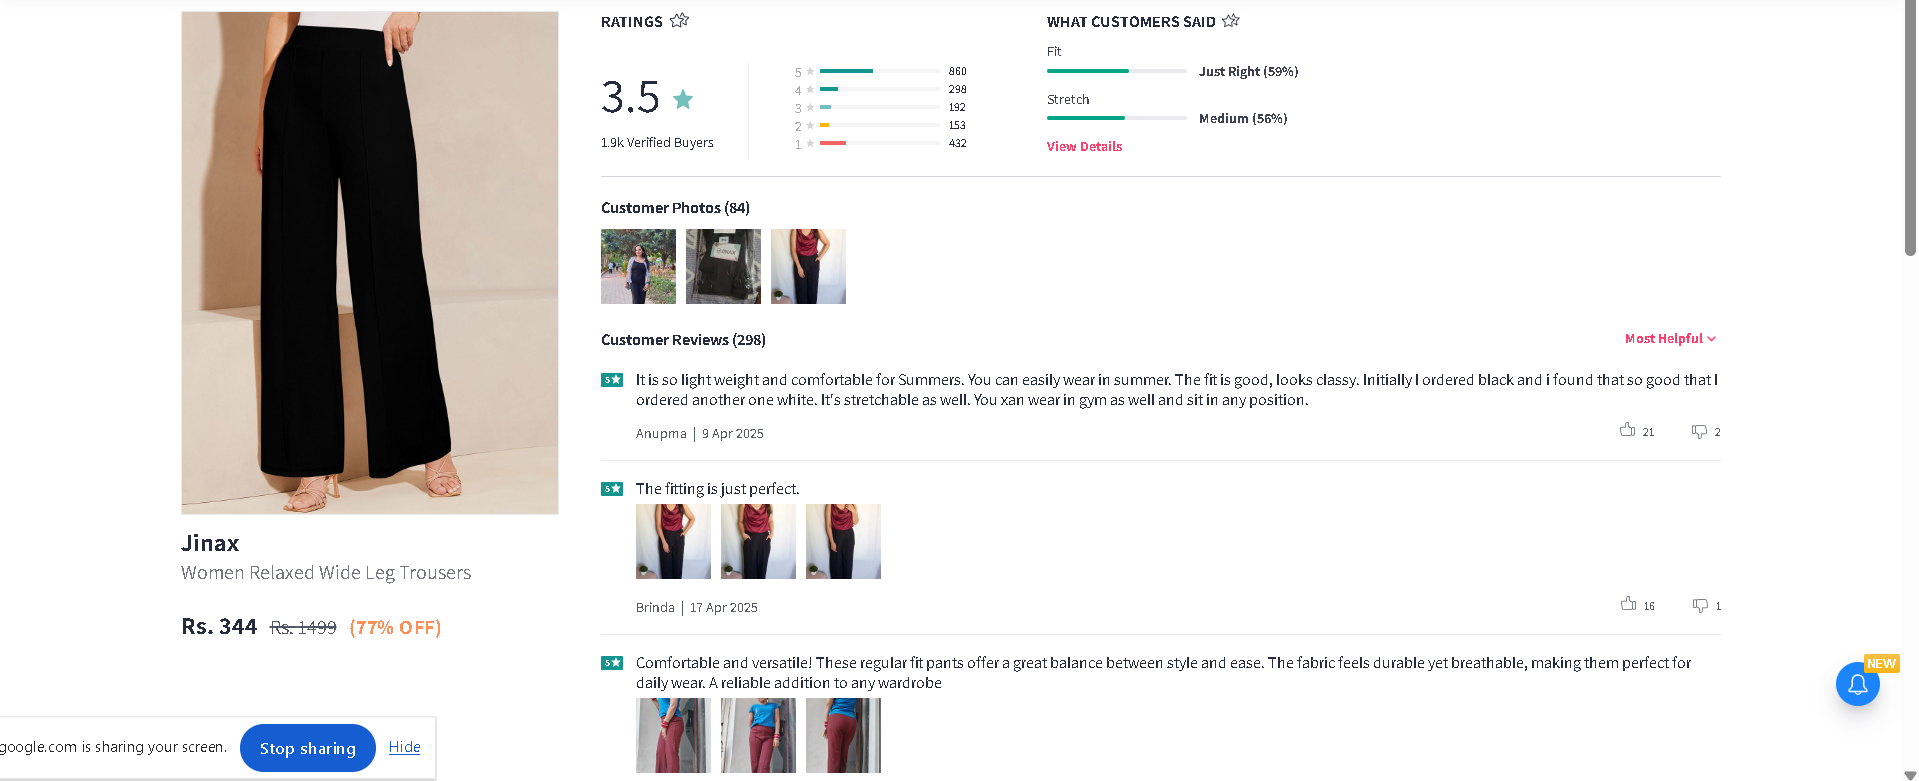 RATINGS
3.5
1.9k Verified Buyers
5 860
4 298
3 192
2 153
1 432
WHAT CUSTOMERS SAID
Fit
Just Right (59%)
Stretch
Medium (56%)
View Details
Customer Photos (84)
JINAX
Customer Reviews (298)
Most Helpful
5
It is so light weight and comfortable for Summers. You can easily wear in summer. The fit is good, looks classy. Initially I ordered black and i found that so good that I
ordered another one white. It's stretchable as well. You xan wear in gym as well and sit in any position.
Anupma | 9 Apr 2025
21
2
5
The fitting is just perfect.
Brinda | 17 Apr 2025
16
1
5
Comfortable and versatile! These regular fit pants offer a great balance between style and ease. The fabric feels durable yet breathable, making them perfect for
daily wear. A reliable addition to any wardrobe
Jinax
Women Relaxed Wide Leg Trousers
Rs. 344 Rs. 1499 (77% OFF)
NEW
google.com is sharing your screen.
Stop sharing
Hide